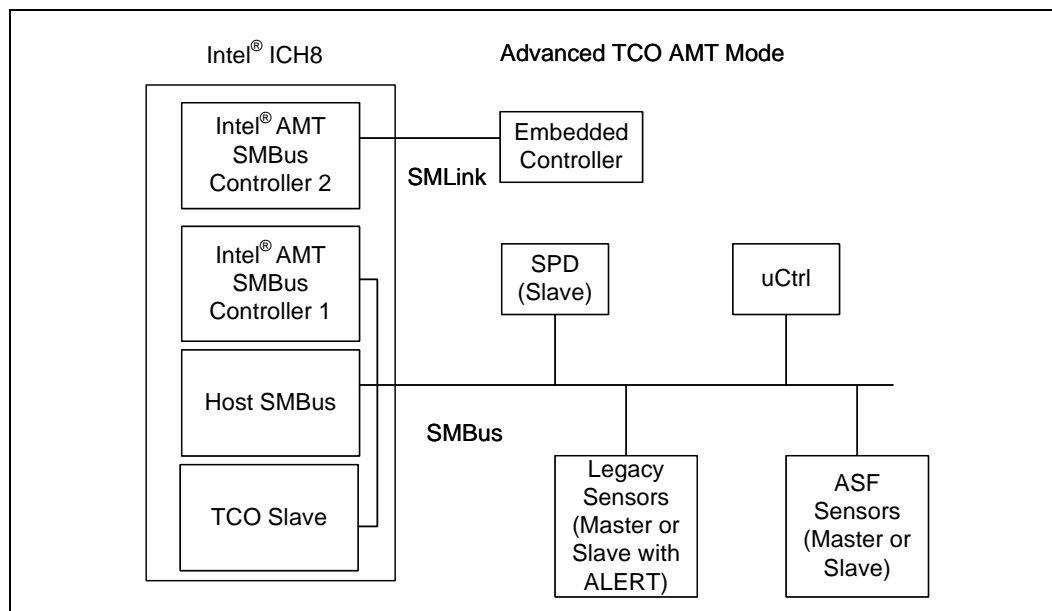 Intel® ICH8
Advanced TCO AMT Mode
Intel® AMT
SMBus
Controller 2
Embedded
Controller
SMLink
Intel® AMT
SMBus
Controller 1
SPD
(Slave)
uCtrl
Host SMBus
SMBus
TCO Slave
Legacy
Sensors
(Master or
Slave with
ALERT)
ASF
Sensors
(Master or
Slave)